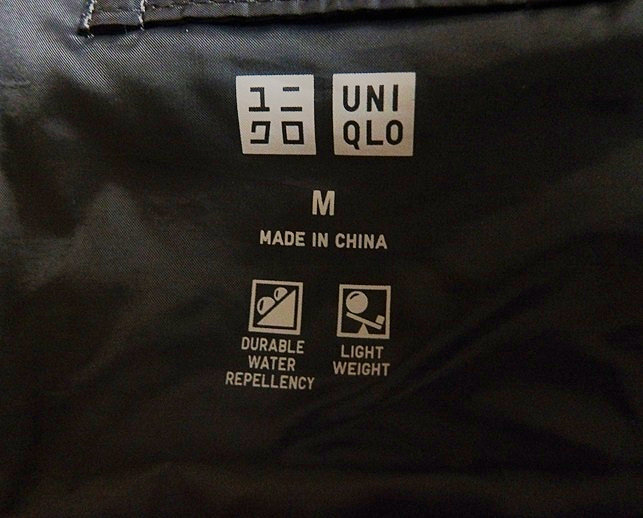 ユニ
クロ
UNI
QLO
M
MADE IN CHINA
DURABLE
WATER
REPELLENCY
LIGHT
WEIGHT